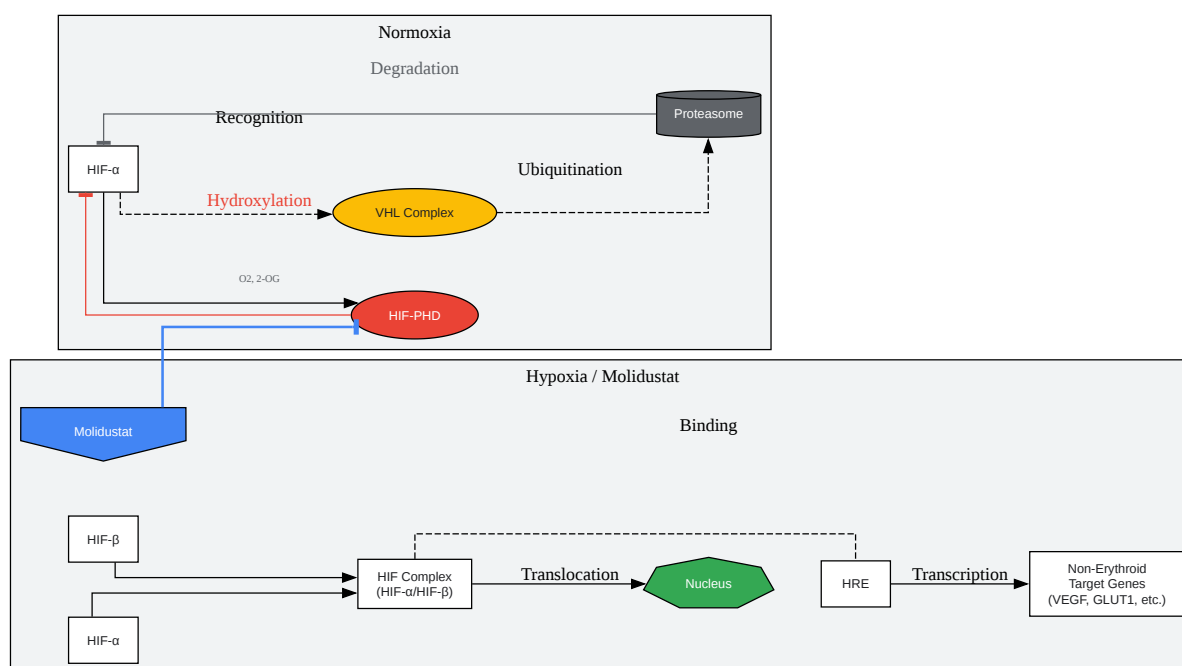 Normoxia
Degradation
Proteasome
Recognition
HIF-α
Ubiquitination
Hydroxylation
VHL Complex
O2, 2-OG
HIF-PHD
Hypoxia / Molidustat
Binding
Molidustat
HIF-β
HIF Complex
(HIF-α/HIF-β)
Translocation
Nucleus
HRE
Transcription
Non-Erythroid
Target Genes
(VEGF, GLUT1, etc.)
HIF-α